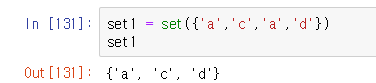 In [131]: set1 = set({'a','c','a','d'})
set1
Out[131]: {'a', 'c', 'd'}